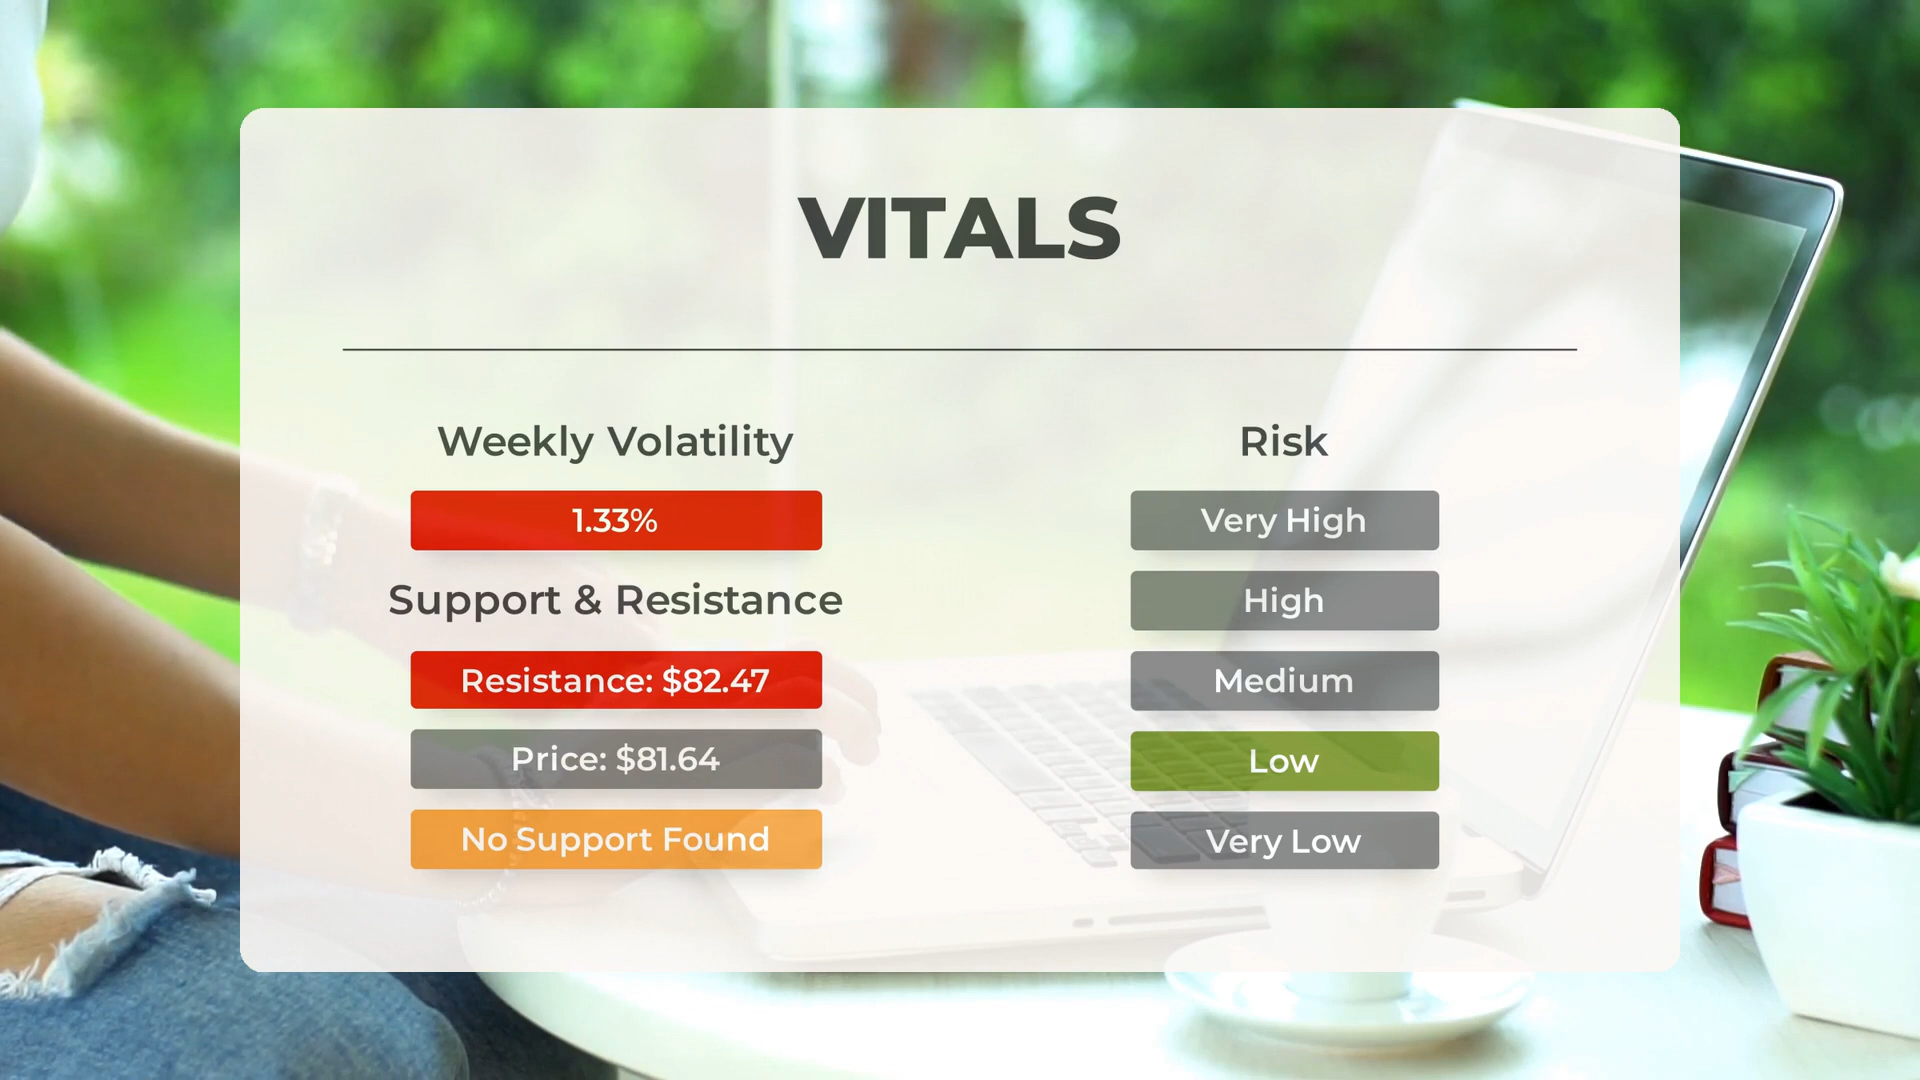 VITALS
Weekly Volatility
1.33%
Support & Resistance
Resistance: $82.47
Price: $81.64
No Support Found
Risk
Very High
High
Medium
Low
Very Low